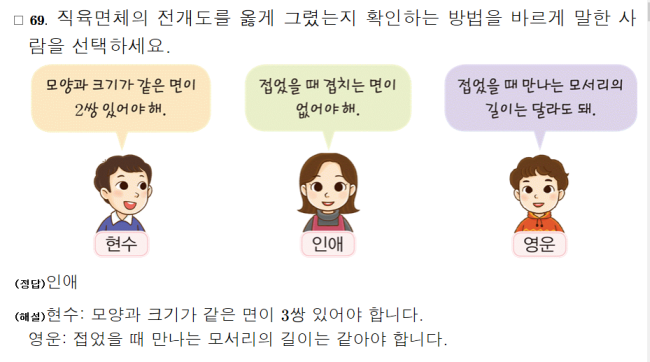 □ 69. 직육면체의 전개도를 옳게 그렸는지 확인하는 방법을 바르게 말한 사
람을 선택하세요.
모양과 크기가 같은 면이
2쌍 있어야 해.
접었을 때 겹치는 면이
없어야 해.
접었을 때 만나는 모서리의
길이는 달라도 돼.
현수
인애
영운
(정답)인애
(해설)현수: 모양과 크기가 같은 면이 3쌍 있어야 합니다.
영운: 접었을 때 만나는 모서리의 길이는 같아야 합니다.